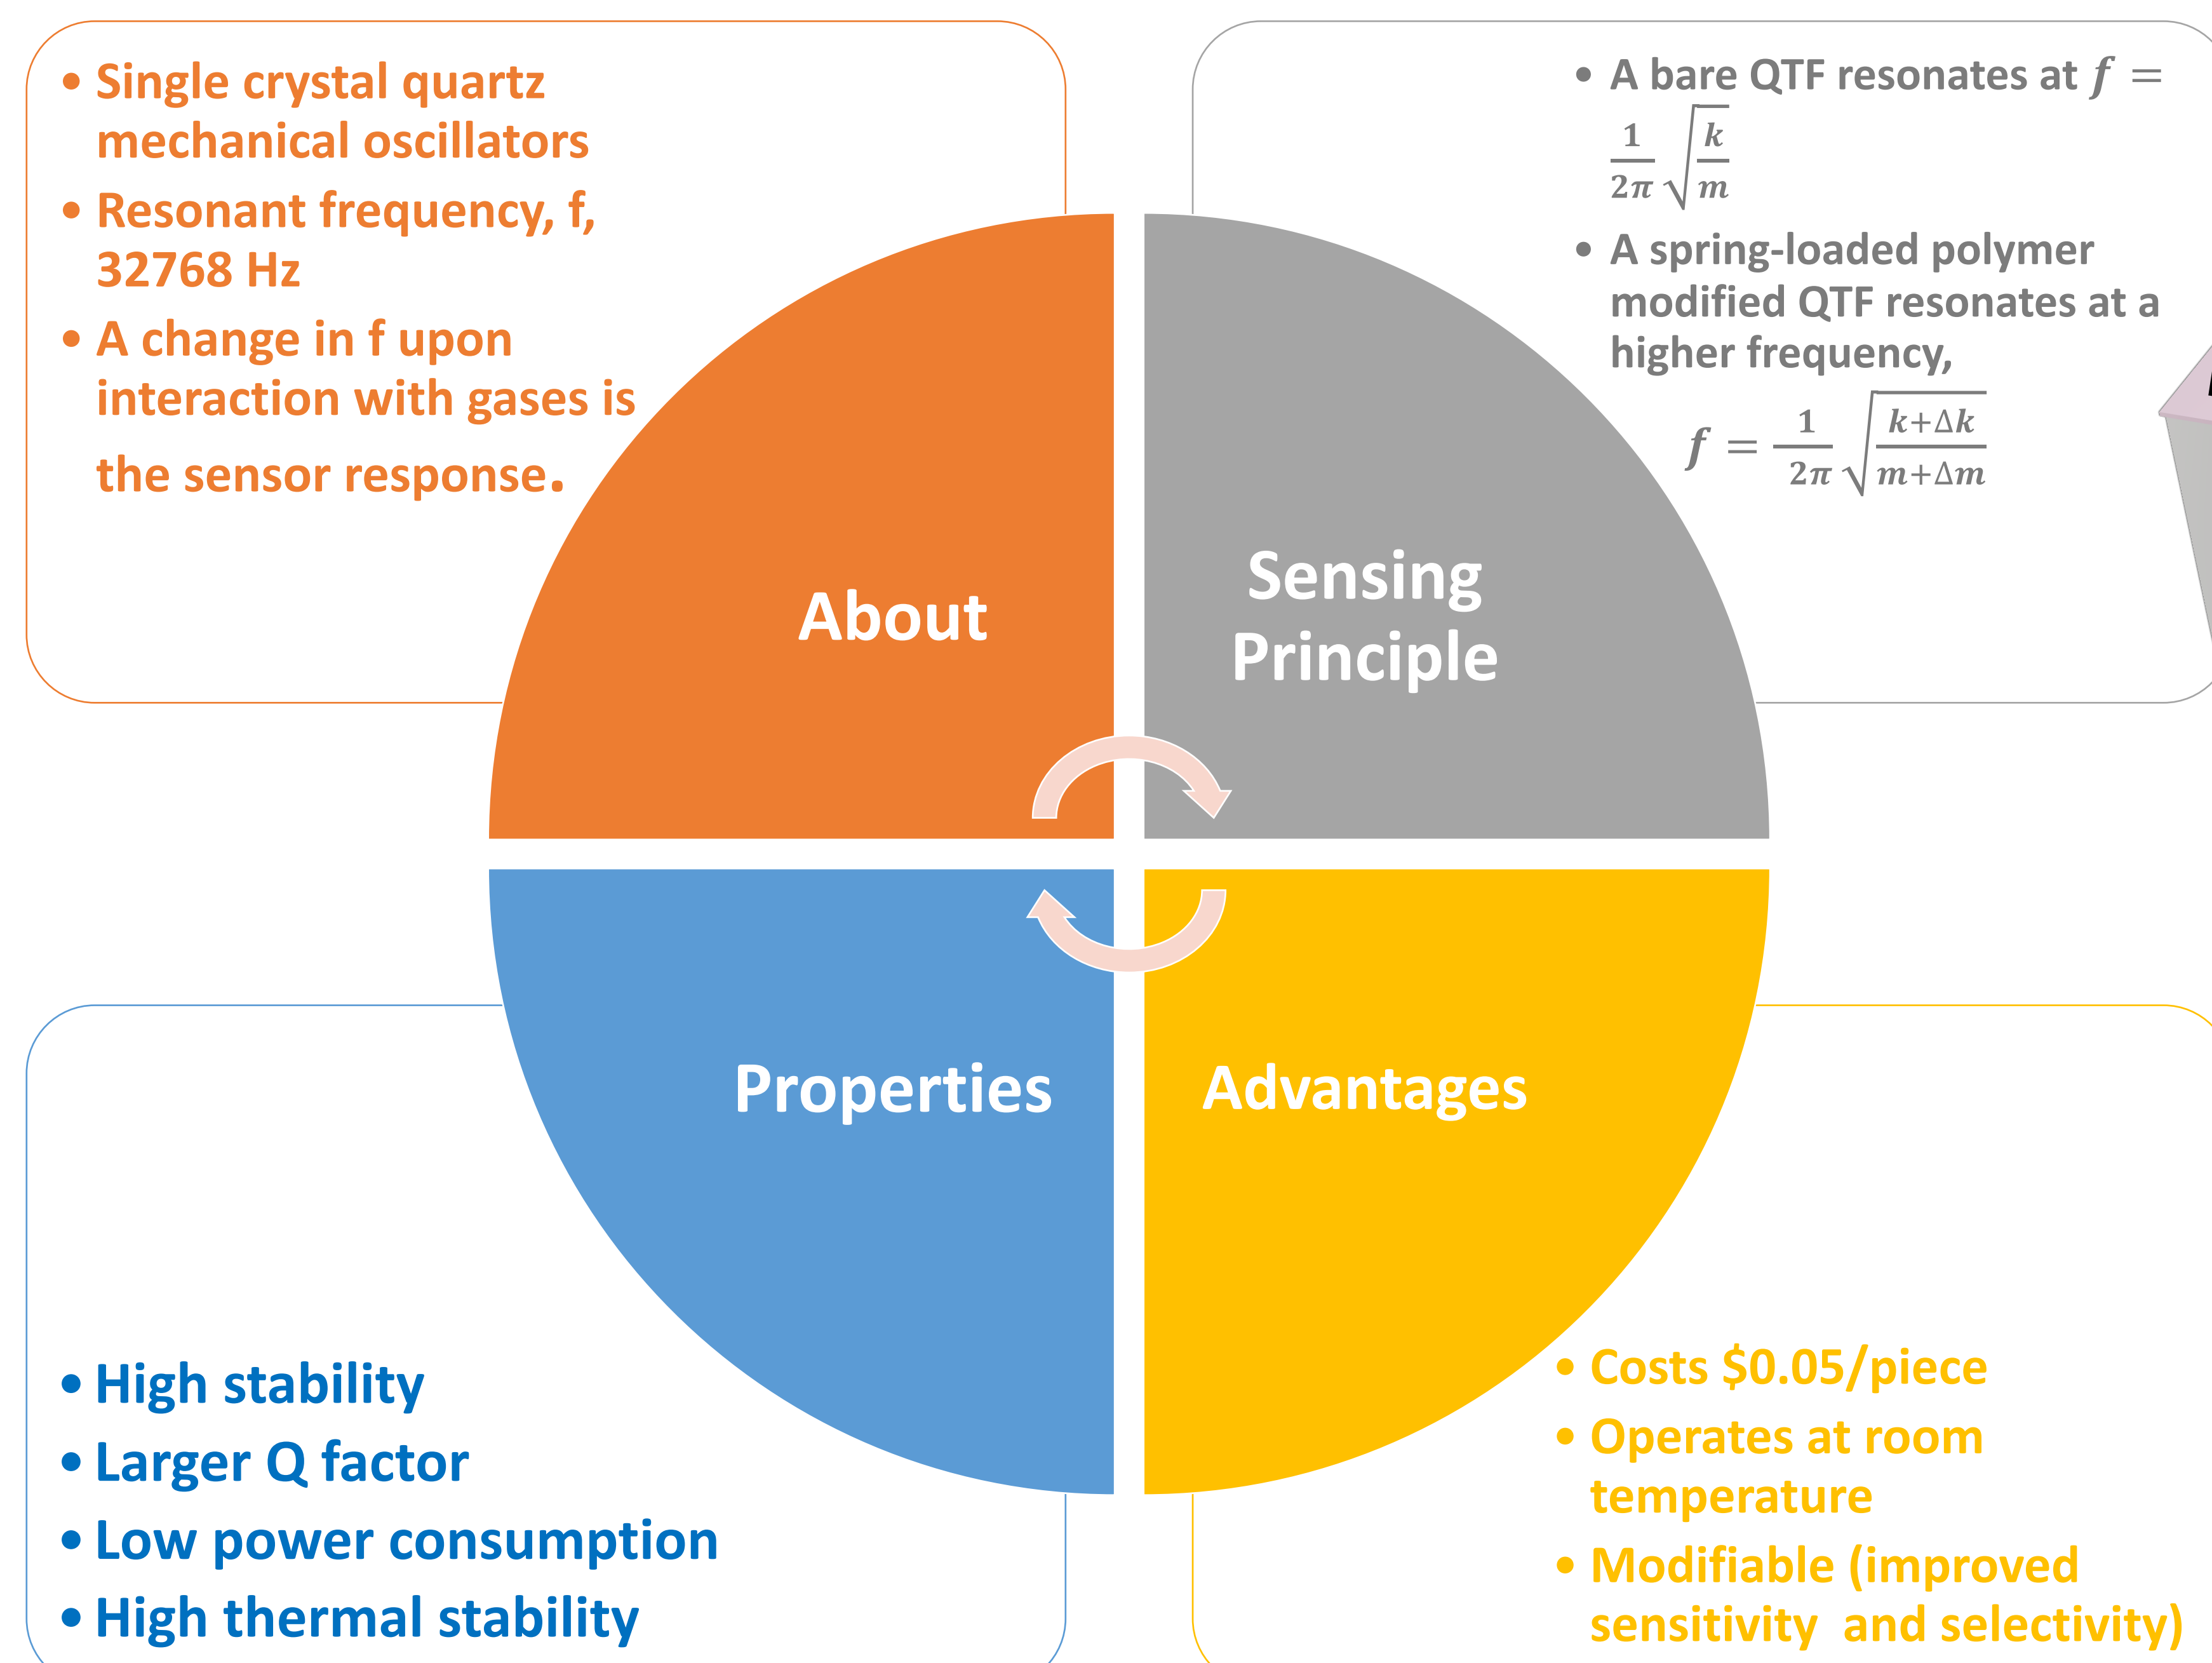 • Single crystal quartz
mechanical oscillators
• Resonant frequency, f,
32768 Hz
• A change in f upon
interaction with gases is
the sensor response.
• A bare QTF resonates at f =
1/2π √(k/m)
• A spring-loaded polymer
modified QTF resonates at a
higher frequency,
f = 1/2π √((k+Δk)/(m+Δm))
About
Sensing
Principle
Properties
Advantages
• High stability
• Larger Q factor
• Low power consumption
• High thermal stability
• Costs $0.05/piece
• Operates at room
temperature
• Modifiable (improved
sensitivity and selectivity)